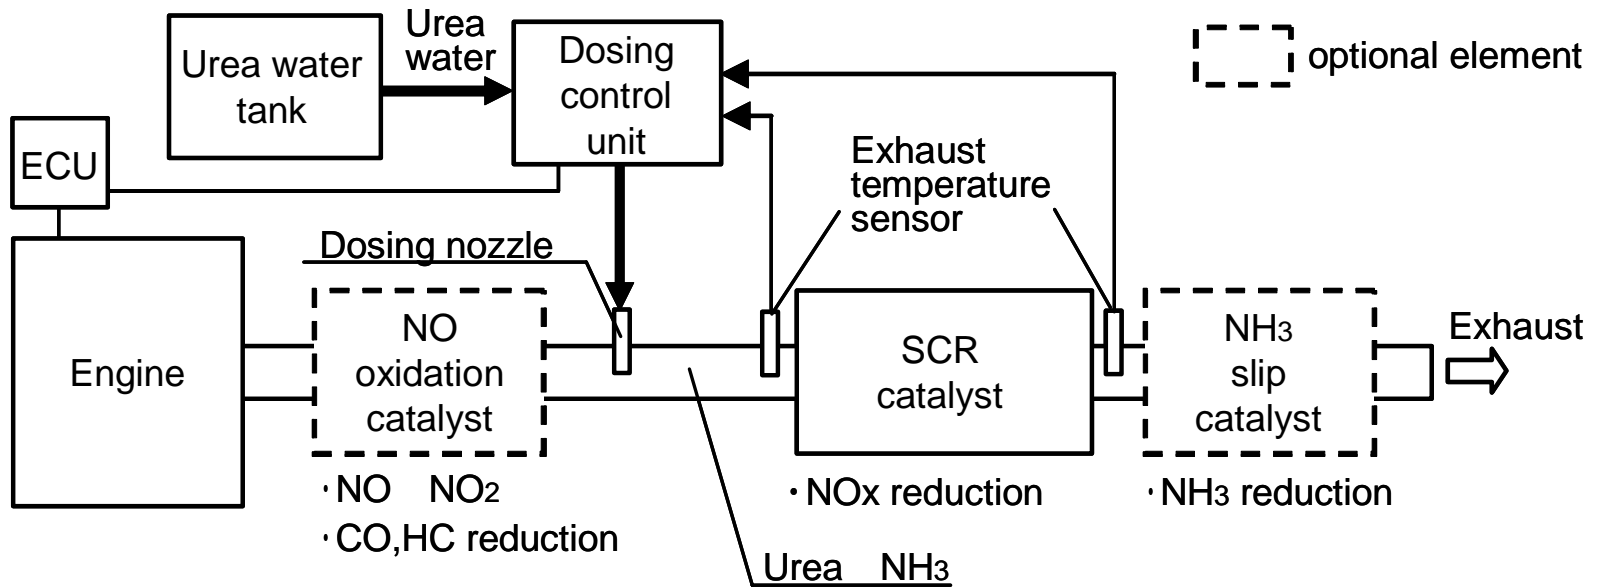 Urea water
tank
Urea
water
Dosing
control
unit
optional element
ECU
Exhaust
temperature
sensor
Dosing nozzle
Engine
NO
oxidation
catalyst
SCR
catalyst
NH3
slip
catalyst
Exhaust
·NO NO2
·CO,HC reduction
·NOx reduction
·NH3 reduction
Urea NH3